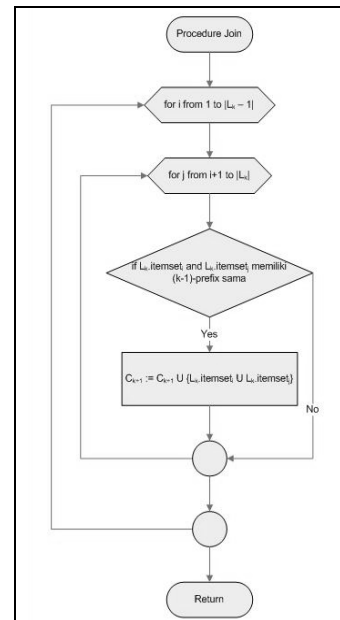 Procedure Join
for i from 1 to |Lₖ – 1|
for j from i+1 to |Lₖ|
if Lₖ.itemsetᵢ and Lₖ.itemsetⱼ memiliki
(k-1)-prefix sama
Yes
Cₖ₊₁ := Cₖ₊₁ U {Lₖ.itemsetᵢ U Lₖ.itemsetⱼ}
No
Return